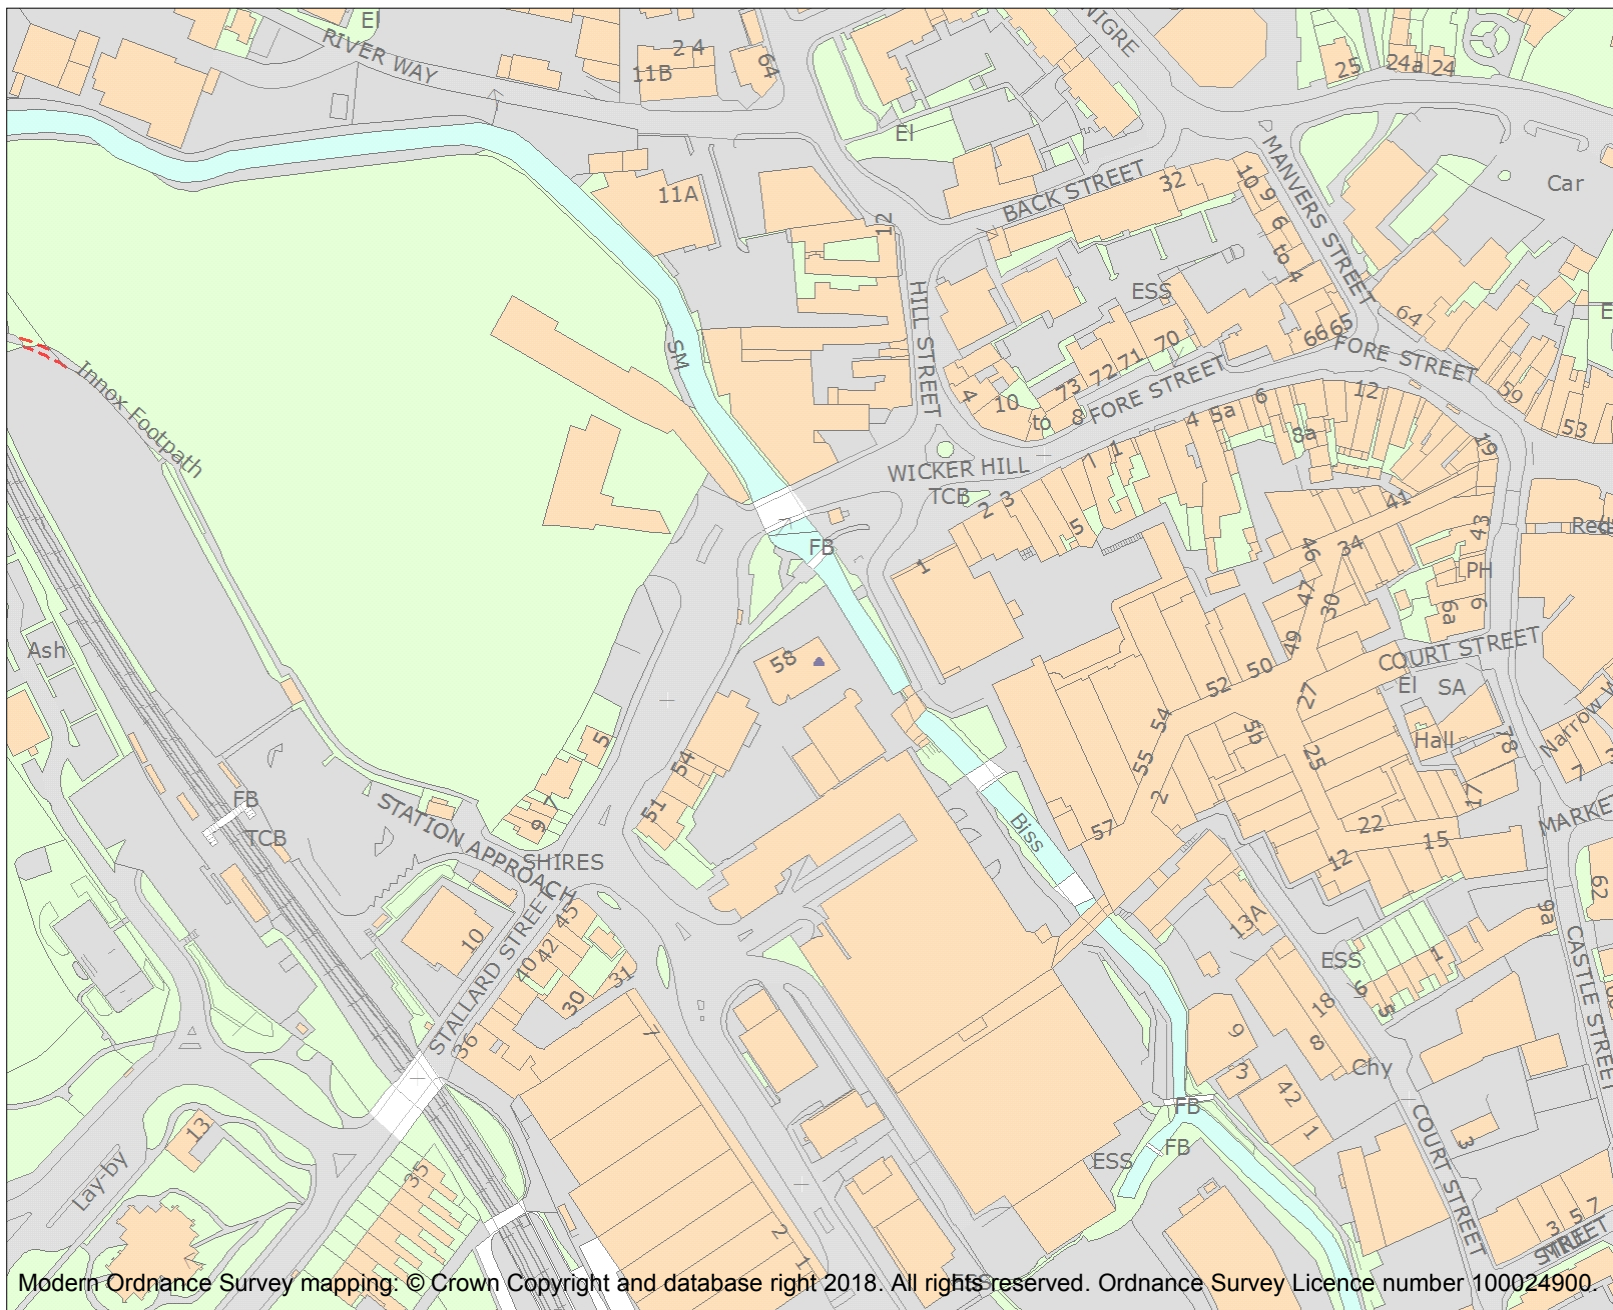 El
RIVER WAY
2 4
11B
64
NIGRE
25
24a 24
El
Car
MANVERS STREET
BACK STREET
32
10
9
6
to
4
11A
12
HILL STREET
ESS
SM
Innox Footpath
64
66 65
FORE STREET
70
71
72
73
FORE STREET
4
10
to
8
59
53
12
6
5a
4
8a
19
WICKER HILL
TCB
1
7
3
2
5
1
FB
41
43
46
34
PH
47
30
6a
9
49
COURT STREET
Ash
58
50
52
El
SA
27
54
5b
Hall
78
Narrow W
5
54
55
25
7
2
17
MARKE
FB
TCB
STATION APPROACH
7
9
51
Biss
57
22
15
12
SHIRES
62
45
13A
9a
10
STALLARD STREET
42
40
31
30
ESS
1
6
5
CASTLE STREET
36
7
18
9
8
Chy
3
42
FB
1
COURT STREET
3
13
Lay-by
35
ESS
FB
3
5
7
STREET
2
1
ESS
Modern Ordnance Survey mapping: © Crown Copyright and database right 2018. All rights reserved. Ordnance Survey Licence number 100024900.